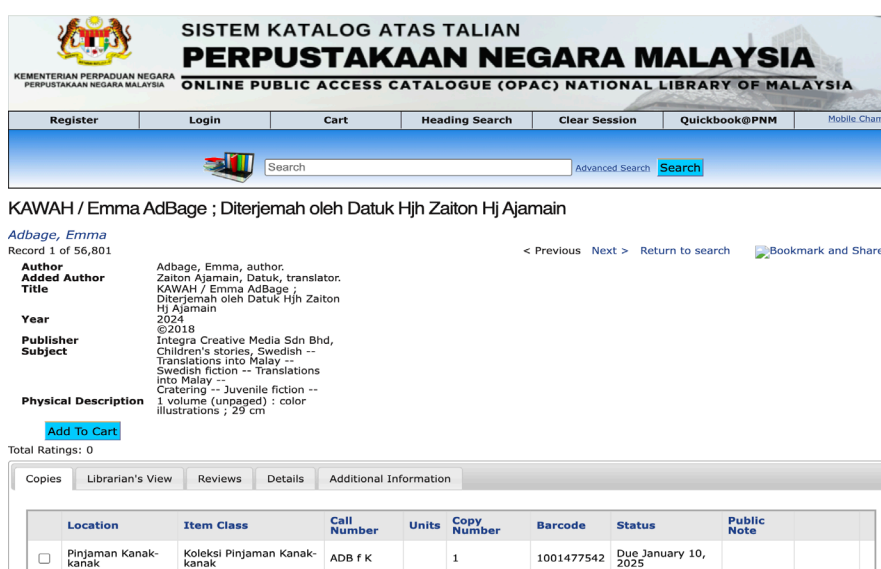 SISTEM KATALOG ATAS TALIAN
PERPUSTAKAAN NEGARA MALAYSIA
KEMENTERIAN PERPADUAN NEGARA
PERPUSTAKAAN NEGARA MALAYSIA
ONLINE PUBLIC ACCESS CATALOGUE (OPAC) NATIONAL LIBRARY OF MALAYSIA
Register Login Cart Heading Search Clear Session Quickbook@PNM Mobile Cham
Search Advanced Search Search
KAWAH / Emma AdBage ; Diterjemah oleh Datuk Hjh Zaiton Hj Ajamain
Adbage, Emma
Record 1 of 56,801 < Previous Next > Return to search Bookmark and Share
Author Adbage, Emma, author.
Added Author Zaiton Ajamain, Datuk, translator.
Title KAWAH / Emma AdBage ;
Diterjemah oleh Datuk Hjh Zaiton
Hj Ajamain
Year 2024
©2018
Publisher Integra Creative Media Sdn Bhd,
Subject Children's stories, Swedish --
Translations into Malay --
Swedish fiction -- Translations
into Malay --
Cratering -- Juvenile fiction --
Physical Description 1 volume (unpaged) : color
illustrations ; 29 cm
Add To Cart
Total Ratings: 0
Copies Librarian's View Reviews Details Additional Information
Location Item Class Call Number Units Copy Number Barcode Status Public Note
Pinjaman Kanak-kanak Koleksi Pinjaman Kanak-kanak ADB f K 1 1001477542 Due January 10, 2025